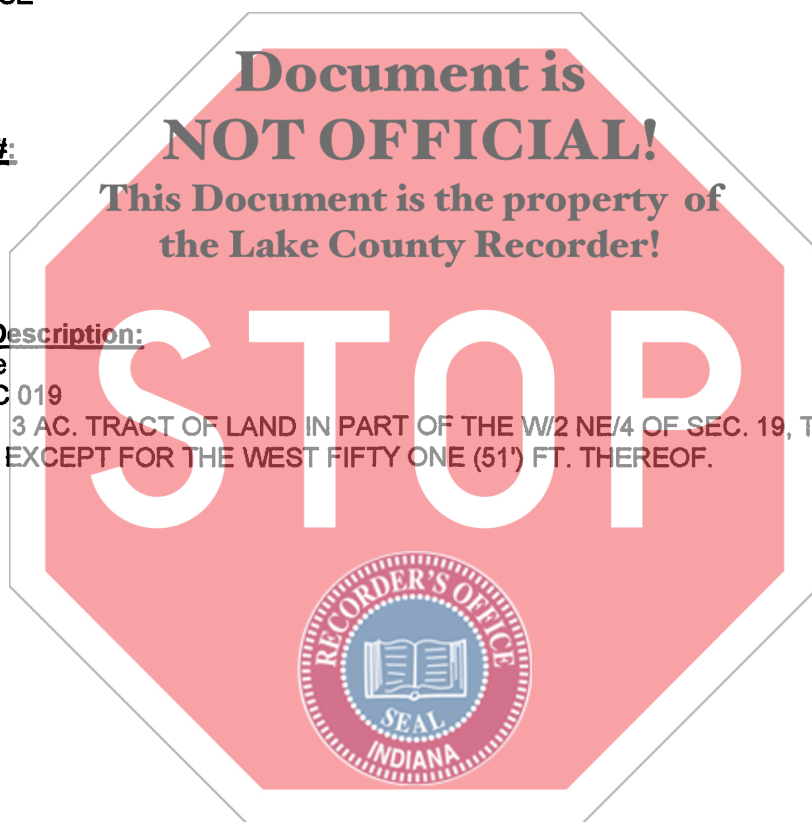 Document is
NOT OFFICIAL!
#:
This Document is the property of
the Lake County Recorder!
Description:
019
3 AC. TRACT OF LAND IN PART OF THE W/2 NE/4 OF SEC. 19, T
EXCEPT FOR THE WEST FIFTY ONE (51') FT. THEREOF.
STOP
RECORDER'S OFFICE
SEAL
INDIANA